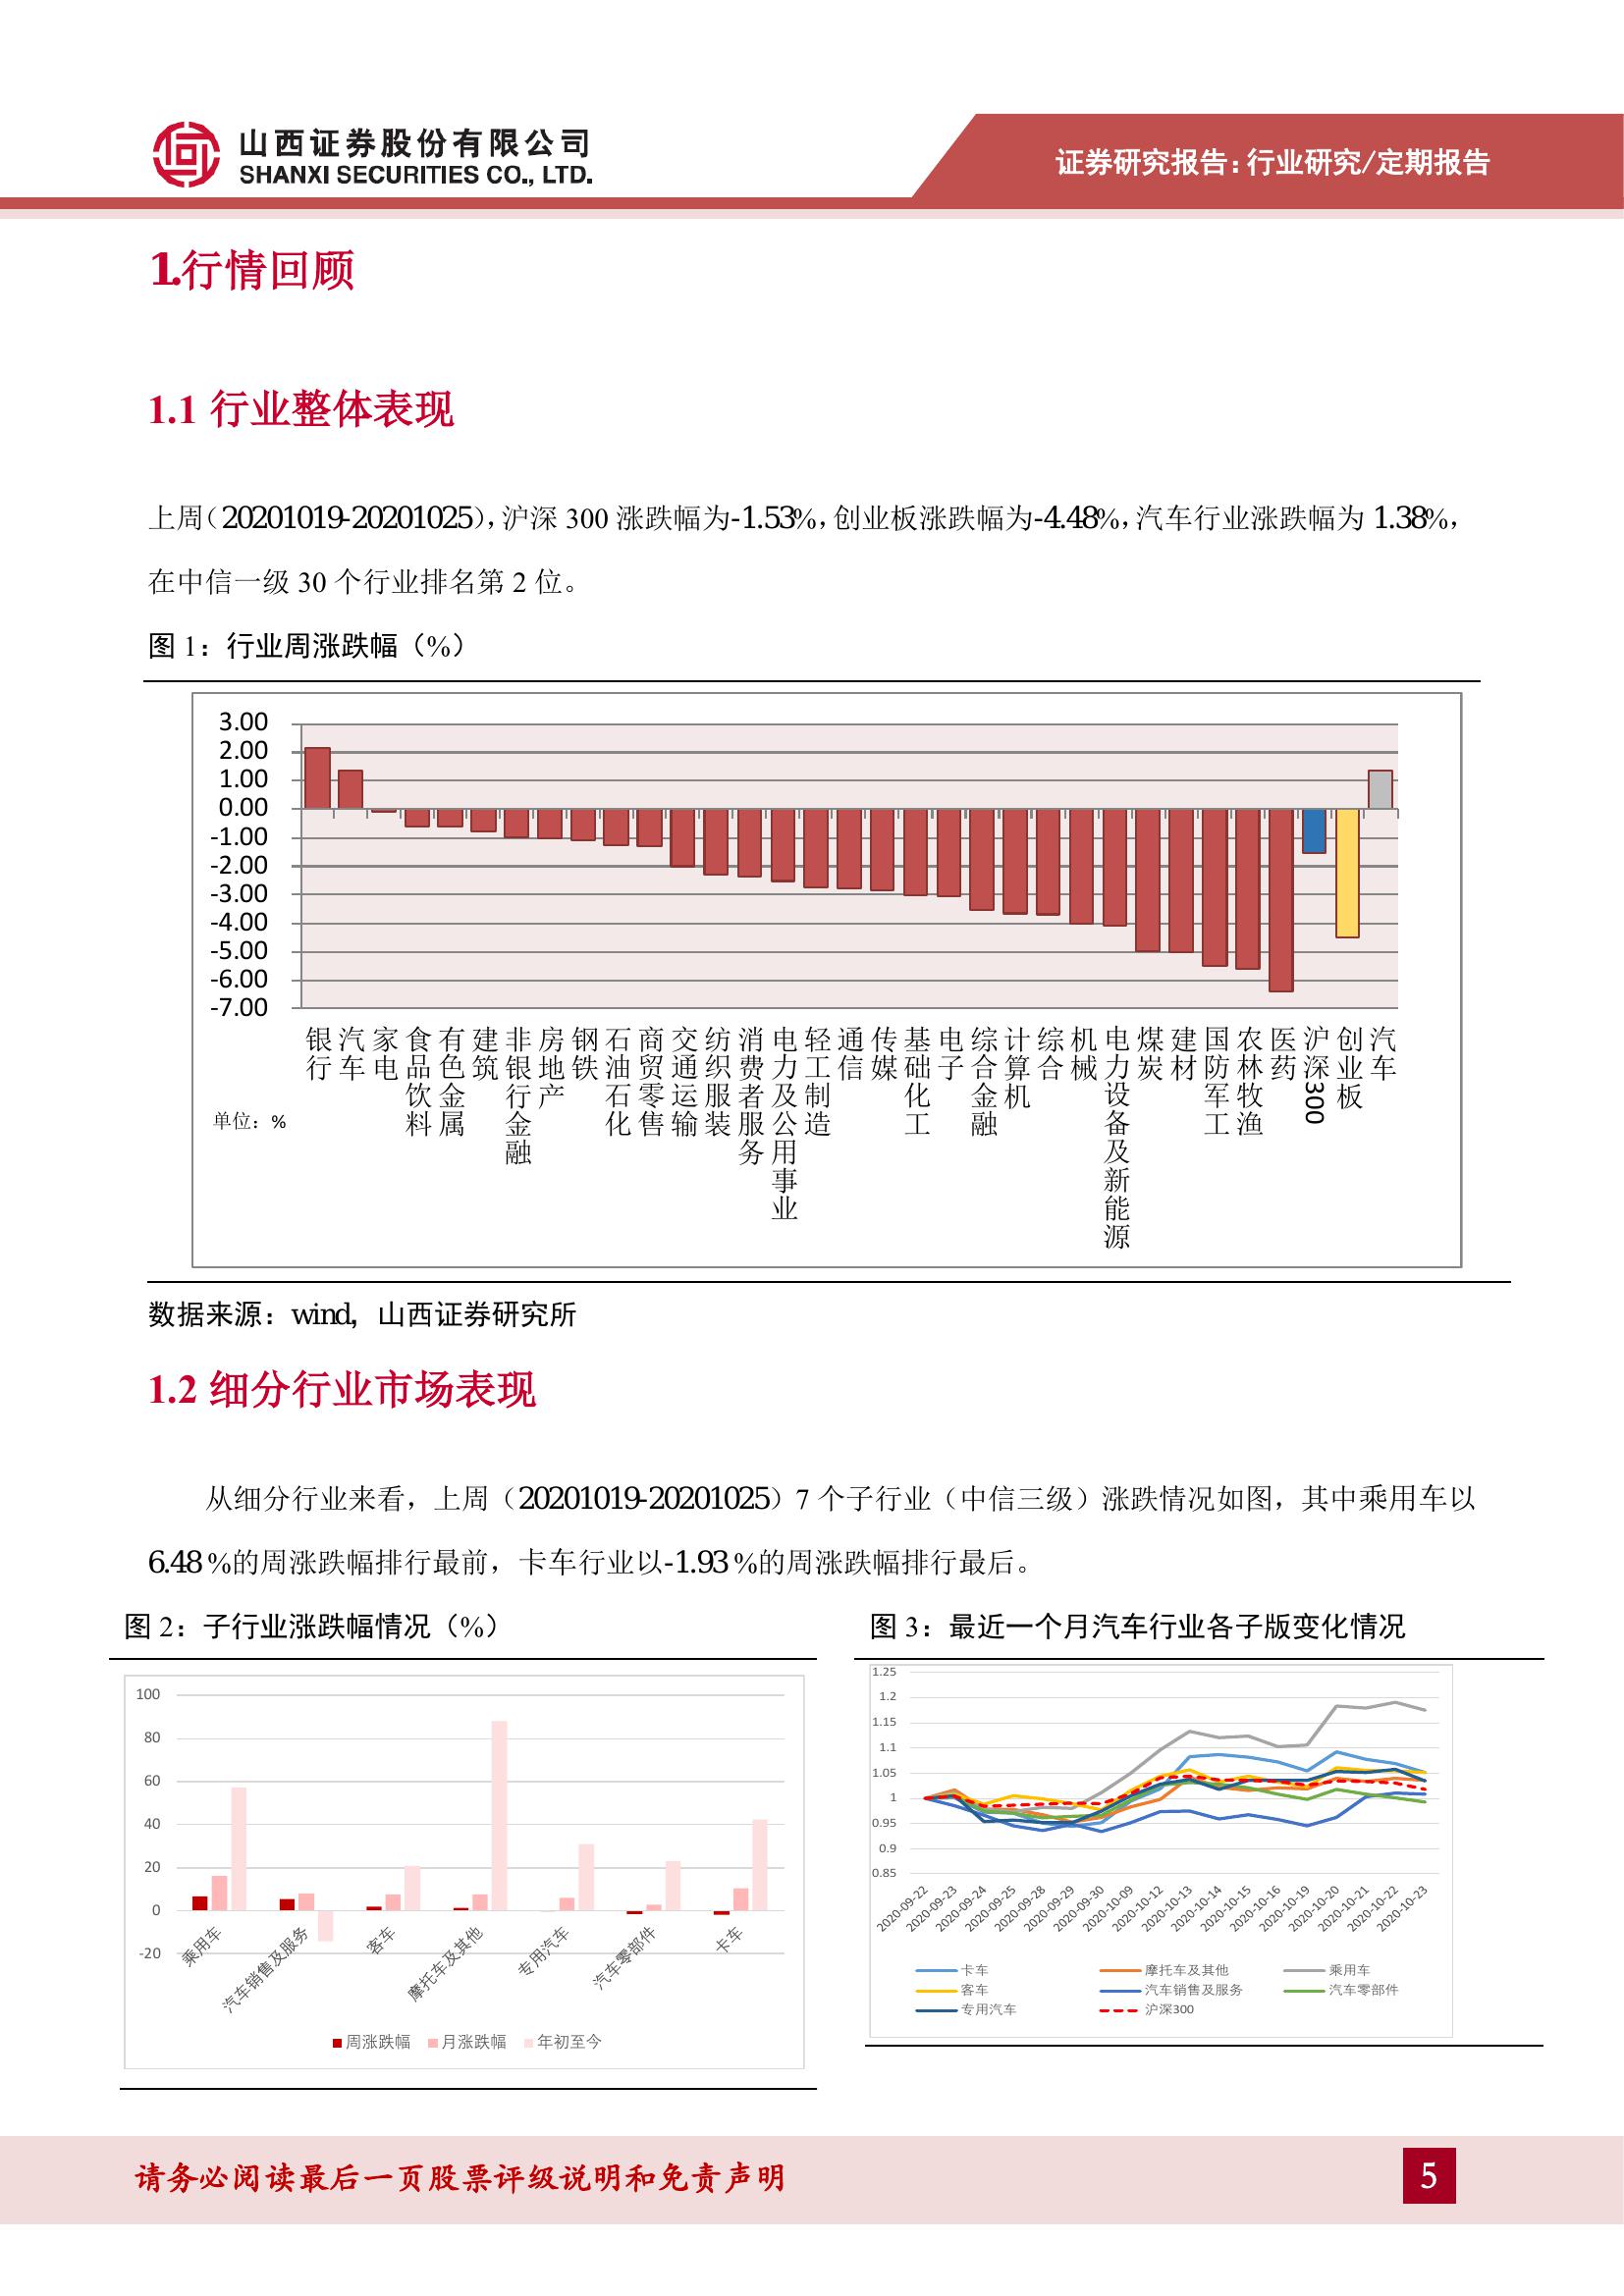 山西证券股份有限公司
SHANXI SECURITIES CO., LTD.
证券研究报告：行业研究/定期报告
1.行情回顾
1.1 行业整体表现
上周（20201019-20201025），沪深 300 涨跌幅为-1.53%，创业板涨跌幅为-4.48%，汽车行业涨跌幅为 1.38%，
在中信一级 30 个行业排名第 2 位。
图 1：行业周涨跌幅（%）
3.00
2.00
1.00
0.00
-1.00
-2.00
-3.00
-4.00
-5.00
-6.00
-7.00
银行
汽车
家电
食品饮料
有色金属
建筑
非银行金融
房地产
钢铁
石油石化
商贸零售
交通运输
纺织服装
消费者服务
电力及公用事业
轻工制造
通信
传媒
基础化工
电子
综合金融
计算机
综合
机械
电力设备及新能源
煤炭
建材
国防军工
农林牧渔
医药
沪深300
创业板
汽车
单位：%
数据来源：wind，山西证券研究所
1.2 细分行业市场表现
从细分行业来看，上周（20201019-20201025）7 个子行业（中信三级）涨跌情况如图，其中乘用车以
6.48 %的周涨跌幅排行最前，卡车行业以-1.93 %的周涨跌幅排行最后。
图 2：子行业涨跌幅情况（%）
100
80
60
40
20
0
-20
乘用车
汽车销售及服务
客车
摩托车及其他
专用汽车
汽车零部件
卡车
周涨跌幅 月涨跌幅 年初至今
图 3：最近一个月汽车行业各子版变化情况
1.25
1.2
1.15
1.1
1.05
1
0.95
0.9
0.85
2020-09-22
2020-09-23
2020-09-24
2020-09-25
2020-09-28
2020-09-29
2020-09-30
2020-10-09
2020-10-12
2020-10-13
2020-10-14
2020-10-15
2020-10-16
2020-10-19
2020-10-20
2020-10-21
2020-10-22
2020-10-23
卡车 摩托车及其他 乘用车
客车 汽车销售及服务 汽车零部件
专用汽车 沪深300
请务必阅读最后一页股票评级说明和免责声明
5